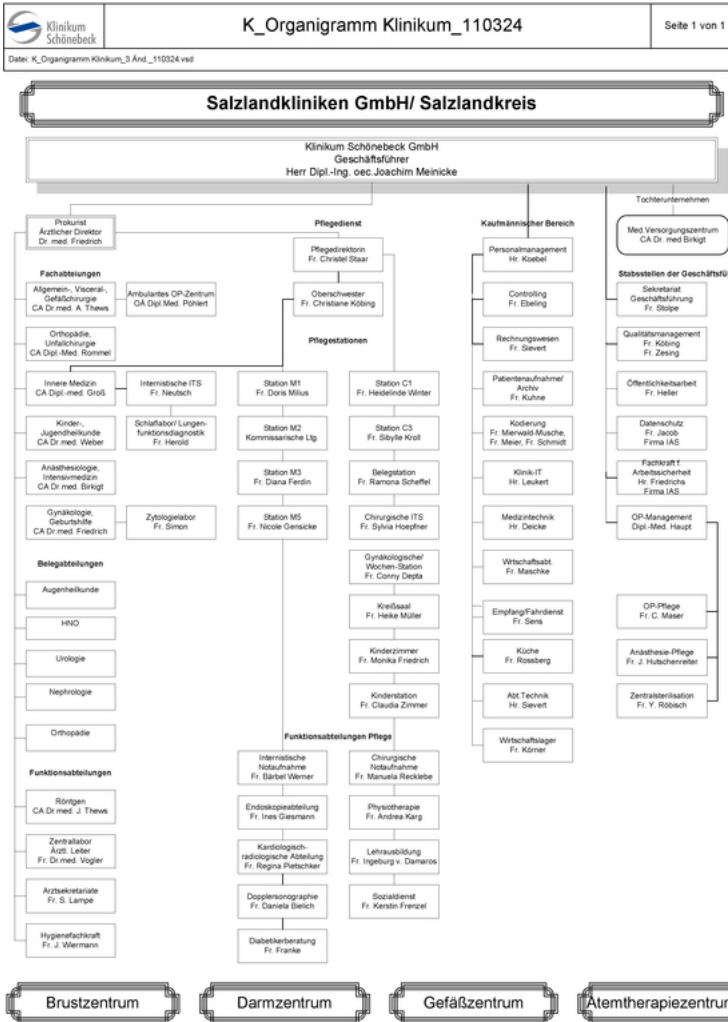 Klinikum
Schönebeck
K_Organigramm Klinikum_110324
Seite 1 von 1
Datei: K_Organigramm Klinikum_3.Änd._110324.vsd
Salzlandkliniken GmbH/ Salzlandkreis
Klinikum Schönebeck GmbH
Geschäftsführer
Herr Dipl.-Ing. oec.Joachim Meinicke
Tochterunternehmen
Med.Versorgungszentrum
CA Dr. med Birkigt
Prokurist
Ärztlicher Direktor
Dr. med. Friedrich
Fachabteiungen
Allgemein-, Visceral-,
Gefäßchirurgie
CA Dr.med. A. Thews
Ambulantes OP-Zentrum
OÄ Dipl.Med. Pöhlert
Orthopädie,
Unfallchirurgie
CA Dipl.-Med. Rommel
Innere Medizin
CA Dipl.-med. Groß
Internistische ITS
Fr. Neutsch
Kinder-,
Jugendheilkunde
CA Dr.med. Weber
Schlaflabor/ Lungen-
funktionsdiagnostik
Fr. Herold
Anästhesiologie,
Intensivmedizin
CA Dr.med. Birkigt
Gynäkologie,
Geburtshilfe
CA Dr.med. Friedrich
Zytologielabor
Fr. Simon
Belegabteilungen
Augenheilkunde
HNO
Urologie
Nephrologie
Orthopädie
Funktionsabteilungen
Röntgen
CA Dr.med. J. Thews
Zentrallabor
Ärztl. Leiter
Fr. Dr.med. Vogler
Arztsekretariate
Fr. S. Lampe
Hygienefachkraft
Fr. J. Wiermann
Pflegedienst
Pflegedirektorin
Fr. Christel Staar
Oberschwester
Fr. Christiane Köbing
Pflegestationen
Station M1
Fr. Doris Milius
Station M2
Kommissarische Ltg.
Station M3
Fr. Diana Ferdin
Station M5
Fr. Nicole Gensicke
Station C1
Fr. Heidelinde Winter
Station C3
Fr. Sibylle Kroll
Belegstation
Fr. Ramona Scheffel
Chirurgische ITS
Fr. Sylvia Hoepfner
Gynäkologische/
Wochen-Station
Fr. Conny Depta
Kreißsaal
Fr. Heike Müller
Kinderzimmer
Fr. Monika Friedrich
Kinderstation
Fr. Claudia Zimmer
Funktionsabteilungen Pflege
Internistische
Notaufnahme
Fr. Bärbel Werner
Endoskopieabteilung
Fr. Ines Giesmann
Kardiologisch-
radiologische Abteilung
Fr. Regina Pietschker
Dopplersonographie
Fr. Daniela Bielich
Diabetikerberatung
Fr. Franke
Chirurgische
Notaufnahme
Fr. Manuela Recklebe
Physiotherapie
Fr. Andrea Karg
Lehrausbildung
Fr. Ingeburg v. Damaros
Sozialdienst
Fr. Kerstin Frenzel
Kaufmännischer Bereich
Personalmanagement
Hr. Koebel
Controlling
Fr. Ebeling
Rechnungswesen
Fr. Sievert
Patientenaufnahme/
Archiv
Fr. Kuhne
Kodierung
Fr. Mierwald-Musche,
Fr. Meier, Fr. Schmidt
Klinik-IT
Hr. Leukert
Medizintechnik
Hr. Deicke
Wirtschaftsabt.
Fr. Maschke
Empfang/Fahrdienst
Fr. Sens
Küche
Fr. Rossberg
Abt.Technik
Hr. Sievert
Wirtschaftslager
Fr. Körner
Stabsstellen der Geschäftsfü
Sekretariat
Geschäftsführung
Fr. Stolpe
Qualitätsmanagement
Fr. Köbing
Fr. Zesing
Öffentlichkeitsarbeit
Fr. Heller
Datenschutz
Fr. Jacob
Firma IAS
Fachkraft f.
Arbeitssicherheit
Hr. Friedrichs
Firma IAS
OP-Management
Dipl.-Med. Haupt
OP-Pflege
Fr. C. Maser
Anästhesie-Pflege
Fr. J. Hutschenreiter
Zentralsterilisation
Fr. Y. Röbisch
Brustzentrum
Darmzentrum
Gefäßzentrum
Atemtherapiezentrum